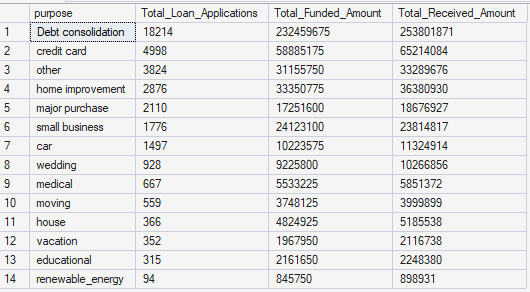 purpose Total_Loan_Applications Total_Funded_Amount Total_Received_Amount
1 Debt consolidation 18214 232459675 253801871
2 credit card 4998 58885175 65214084
3 other 3824 31155750 33289676
4 home improvement 2876 33350775 36380930
5 major purchase 2110 17251600 18676927
6 small business 1776 24123100 23814817
7 car 1497 10223575 11324914
8 wedding 928 9225800 10266856
9 medical 667 5533225 5851372
10 moving 559 3748125 3999899
11 house 366 4824925 5185538
12 vacation 352 1967950 2116738
13 educational 315 2161650 2248380
14 renewable_energy 94 845750 898931